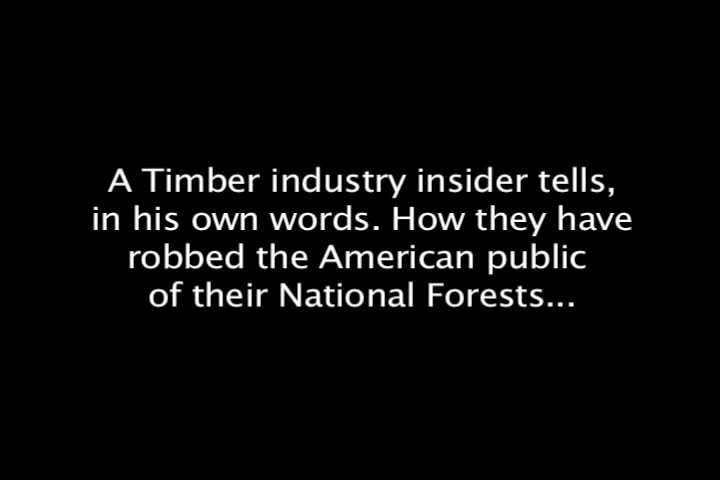 A Timber industry insider tells,
in his own words. How they have
robbed the American public
of their National Forests...